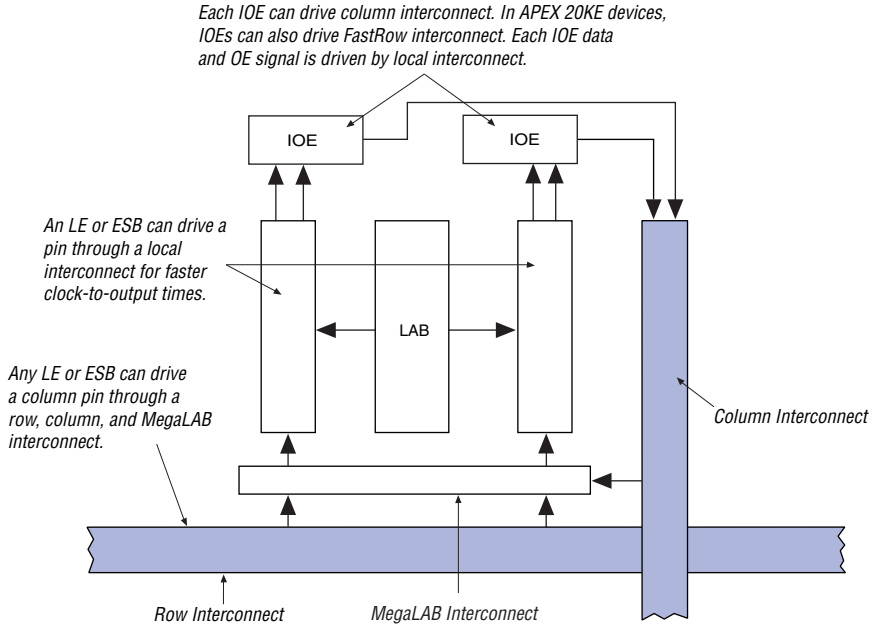 Each IOE can drive column interconnect. In APEX 20KE devices,
IOEs can also drive FastRow interconnect. Each IOE data
and OE signal is driven by local interconnect.
IOE
IOE
An LE or ESB can drive a
pin through a local
interconnect for faster
clock-to-output times.
LAB
Any LE or ESB can drive
a column pin through a
row, column, and MegaLAB
interconnect.
Column Interconnect
Row Interconnect
MegaLAB Interconnect